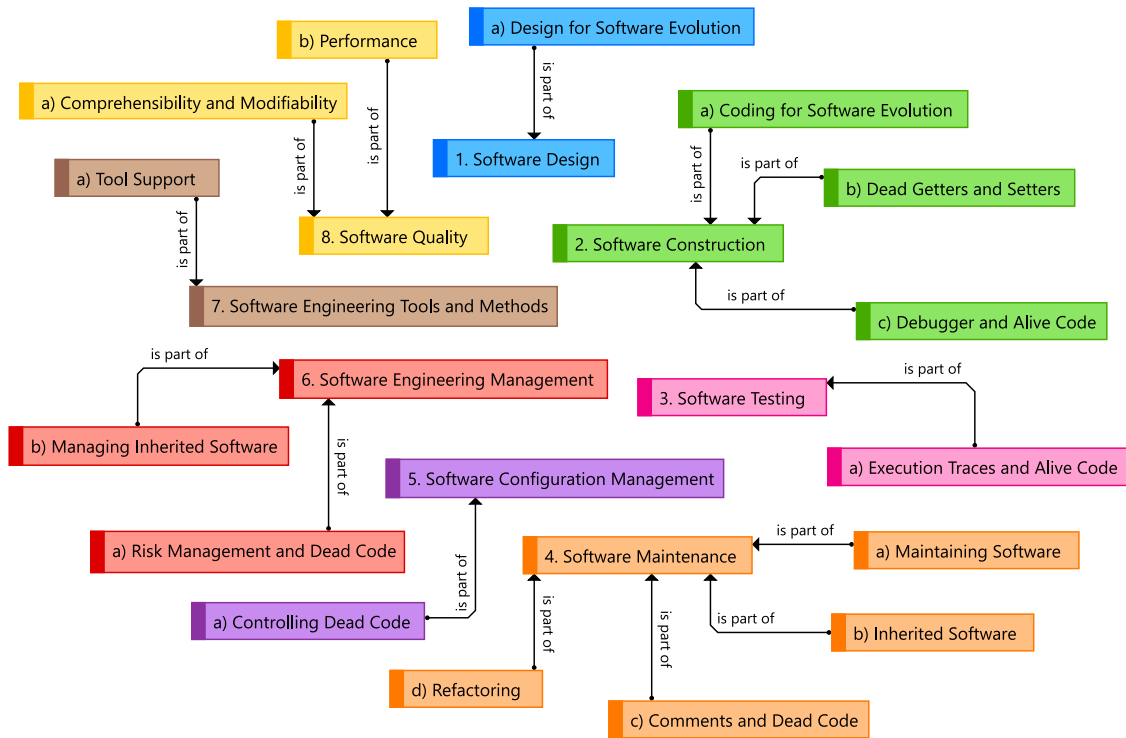 a) Design for Software Evolution
b) Performance
is part of
a) Comprehensibility and Modifiability
a) Coding for Software Evolution
is part of
is part of
is part of
1. Software Design
is part of
a) Tool Support
is part of
b) Dead Getters and Setters
is part of
8. Software Quality
2. Software Construction
7. Software Engineering Tools and Methods
is part of
c) Debugger and Alive Code
is part of
6. Software Engineering Management
is part of
3. Software Testing
b) Managing Inherited Software
is part of
5. Software Configuration Management
a) Execution Traces and Alive Code
a) Risk Management and Dead Code
is part of
4. Software Maintenance
is part of
a) Maintaining Software
a) Controlling Dead Code
is part of
is part of
is part of
b) Inherited Software
d) Refactoring
c) Comments and Dead Code